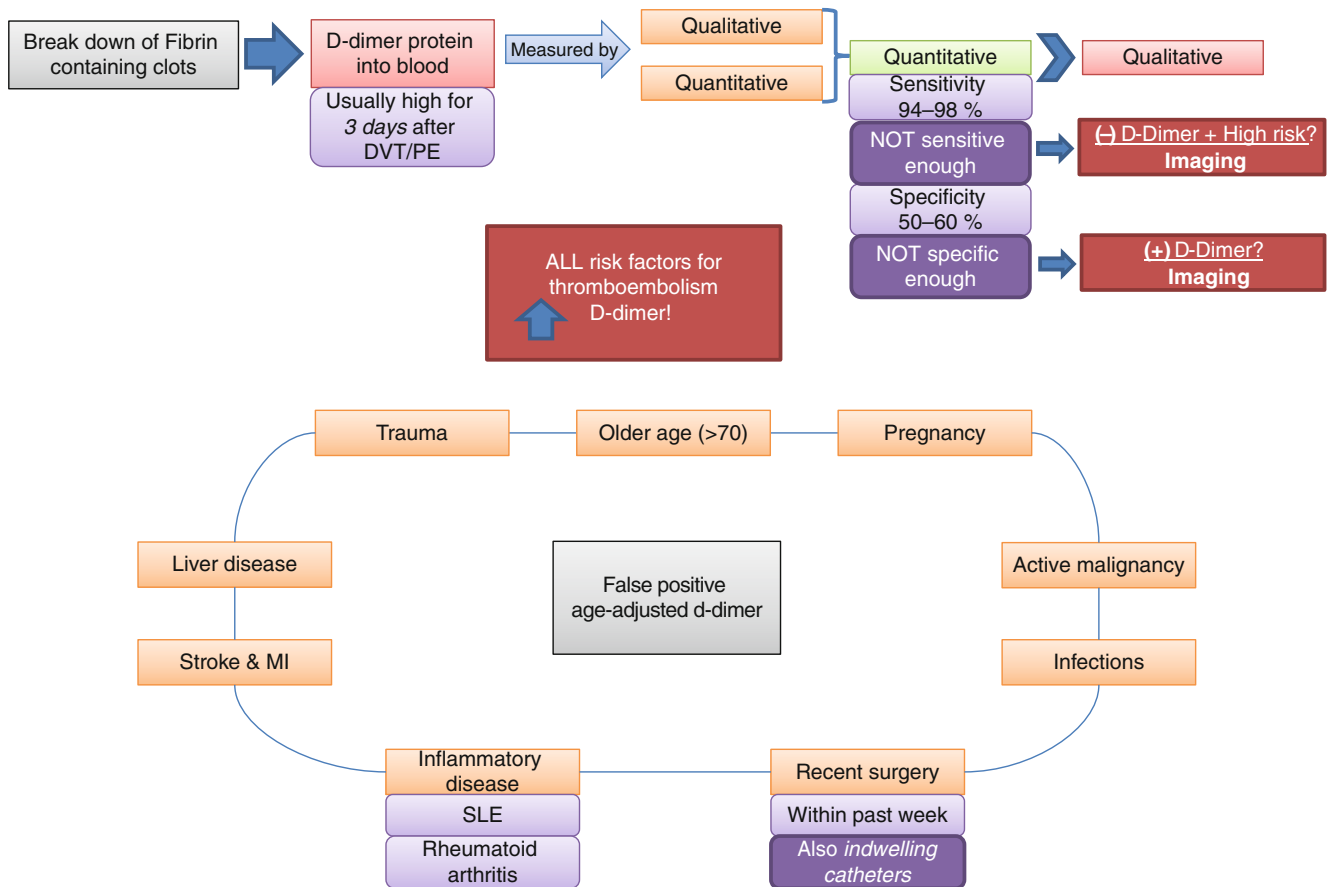 Break down of Fibrin
containing clots
D-dimer protein
into blood
Usually high for
3 days after
DVT/PE
Measured by
Qualitative
Quantitative
Quantitative
Sensitivity
94–98 %
NOT sensitive
enough
Specificity
50–60 %
NOT specific
enough
Qualitative
(–) D-Dimer + High risk?
Imaging
(+) D-Dimer?
Imaging
ALL risk factors for
thromboembolism
D-dimer!
Trauma
Older age (>70)
Pregnancy
Liver disease
Active malignancy
False positive
age-adjusted d-dimer
Stroke & MI
Infections
Inflammatory
disease
SLE
Rheumatoid
arthritis
Recent surgery
Within past week
Also indwelling
catheters